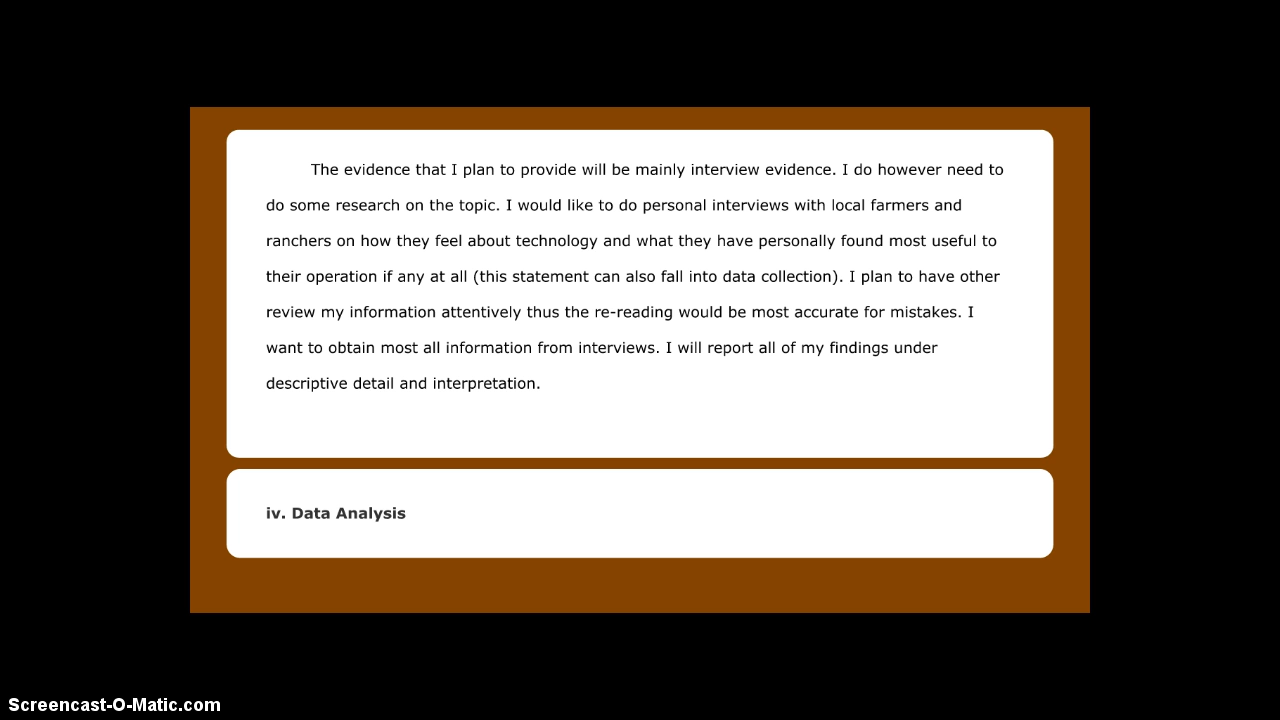 The evidence that I plan to provide will be mainly interview evidence. I do however need to
do some research on the topic. I would like to do personal interviews with local farmers and
ranchers on how they feel about technology and what they have personally found most useful to
their operation if any at all (this statement can also fall into data collection). I plan to have other
review my information attentively thus the re-reading would be most accurate for mistakes. I
want to obtain most all information from interviews. I will report all of my findings under
descriptive detail and interpretation.
iv. Data Analysis
Screencast-O-Matic.com